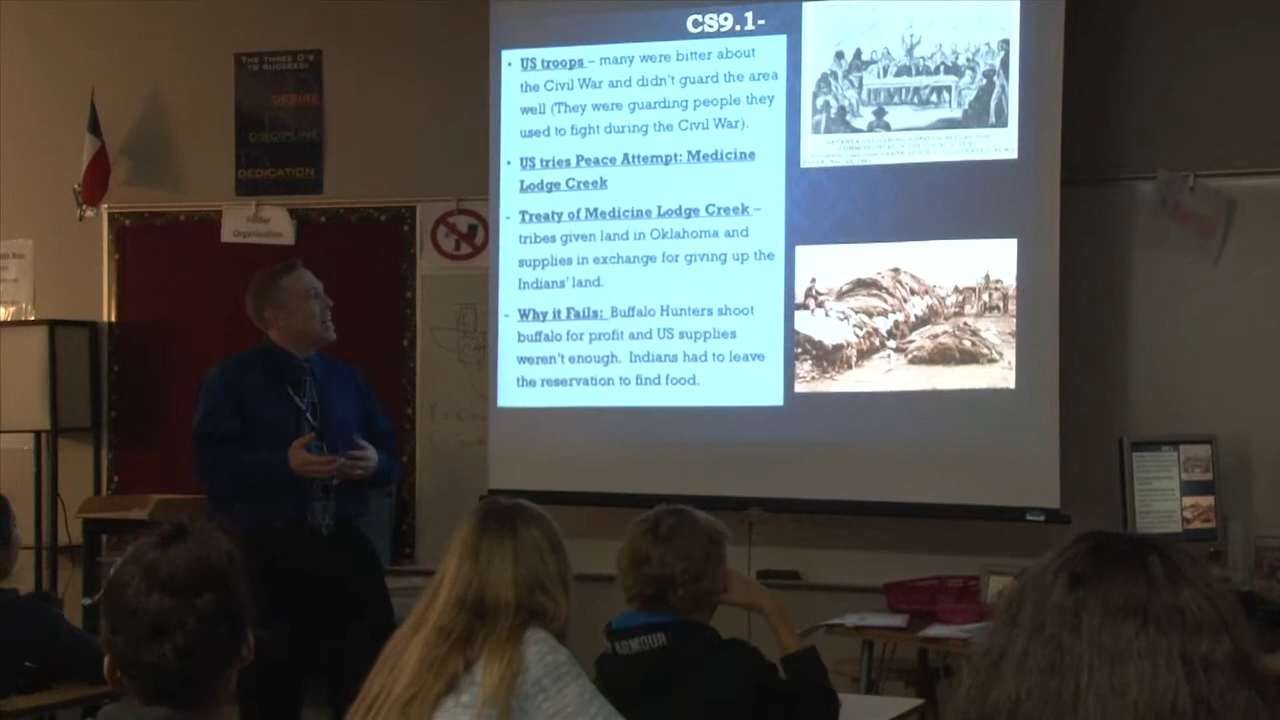 CS9.1-
THE THREE D'S
TO SUCCEED!
DESIRE
DISCIPLINE
DEDICATION
Folder
Organization
• US troops – many were bitter about
the Civil War and didn't guard the area
well (They were guarding people they
used to fight during the Civil War).
• US tries Peace Attempt: Medicine
Lodge Creek
- Treaty of Medicine Lodge Creek –
tribes given land in Oklahoma and
supplies in exchange for giving up the
Indians' land.
- Why it Fails: Buffalo Hunters shoot
buffalo for profit and US supplies
weren't enough. Indians had to leave
the reservation to find food.
ARMOUR